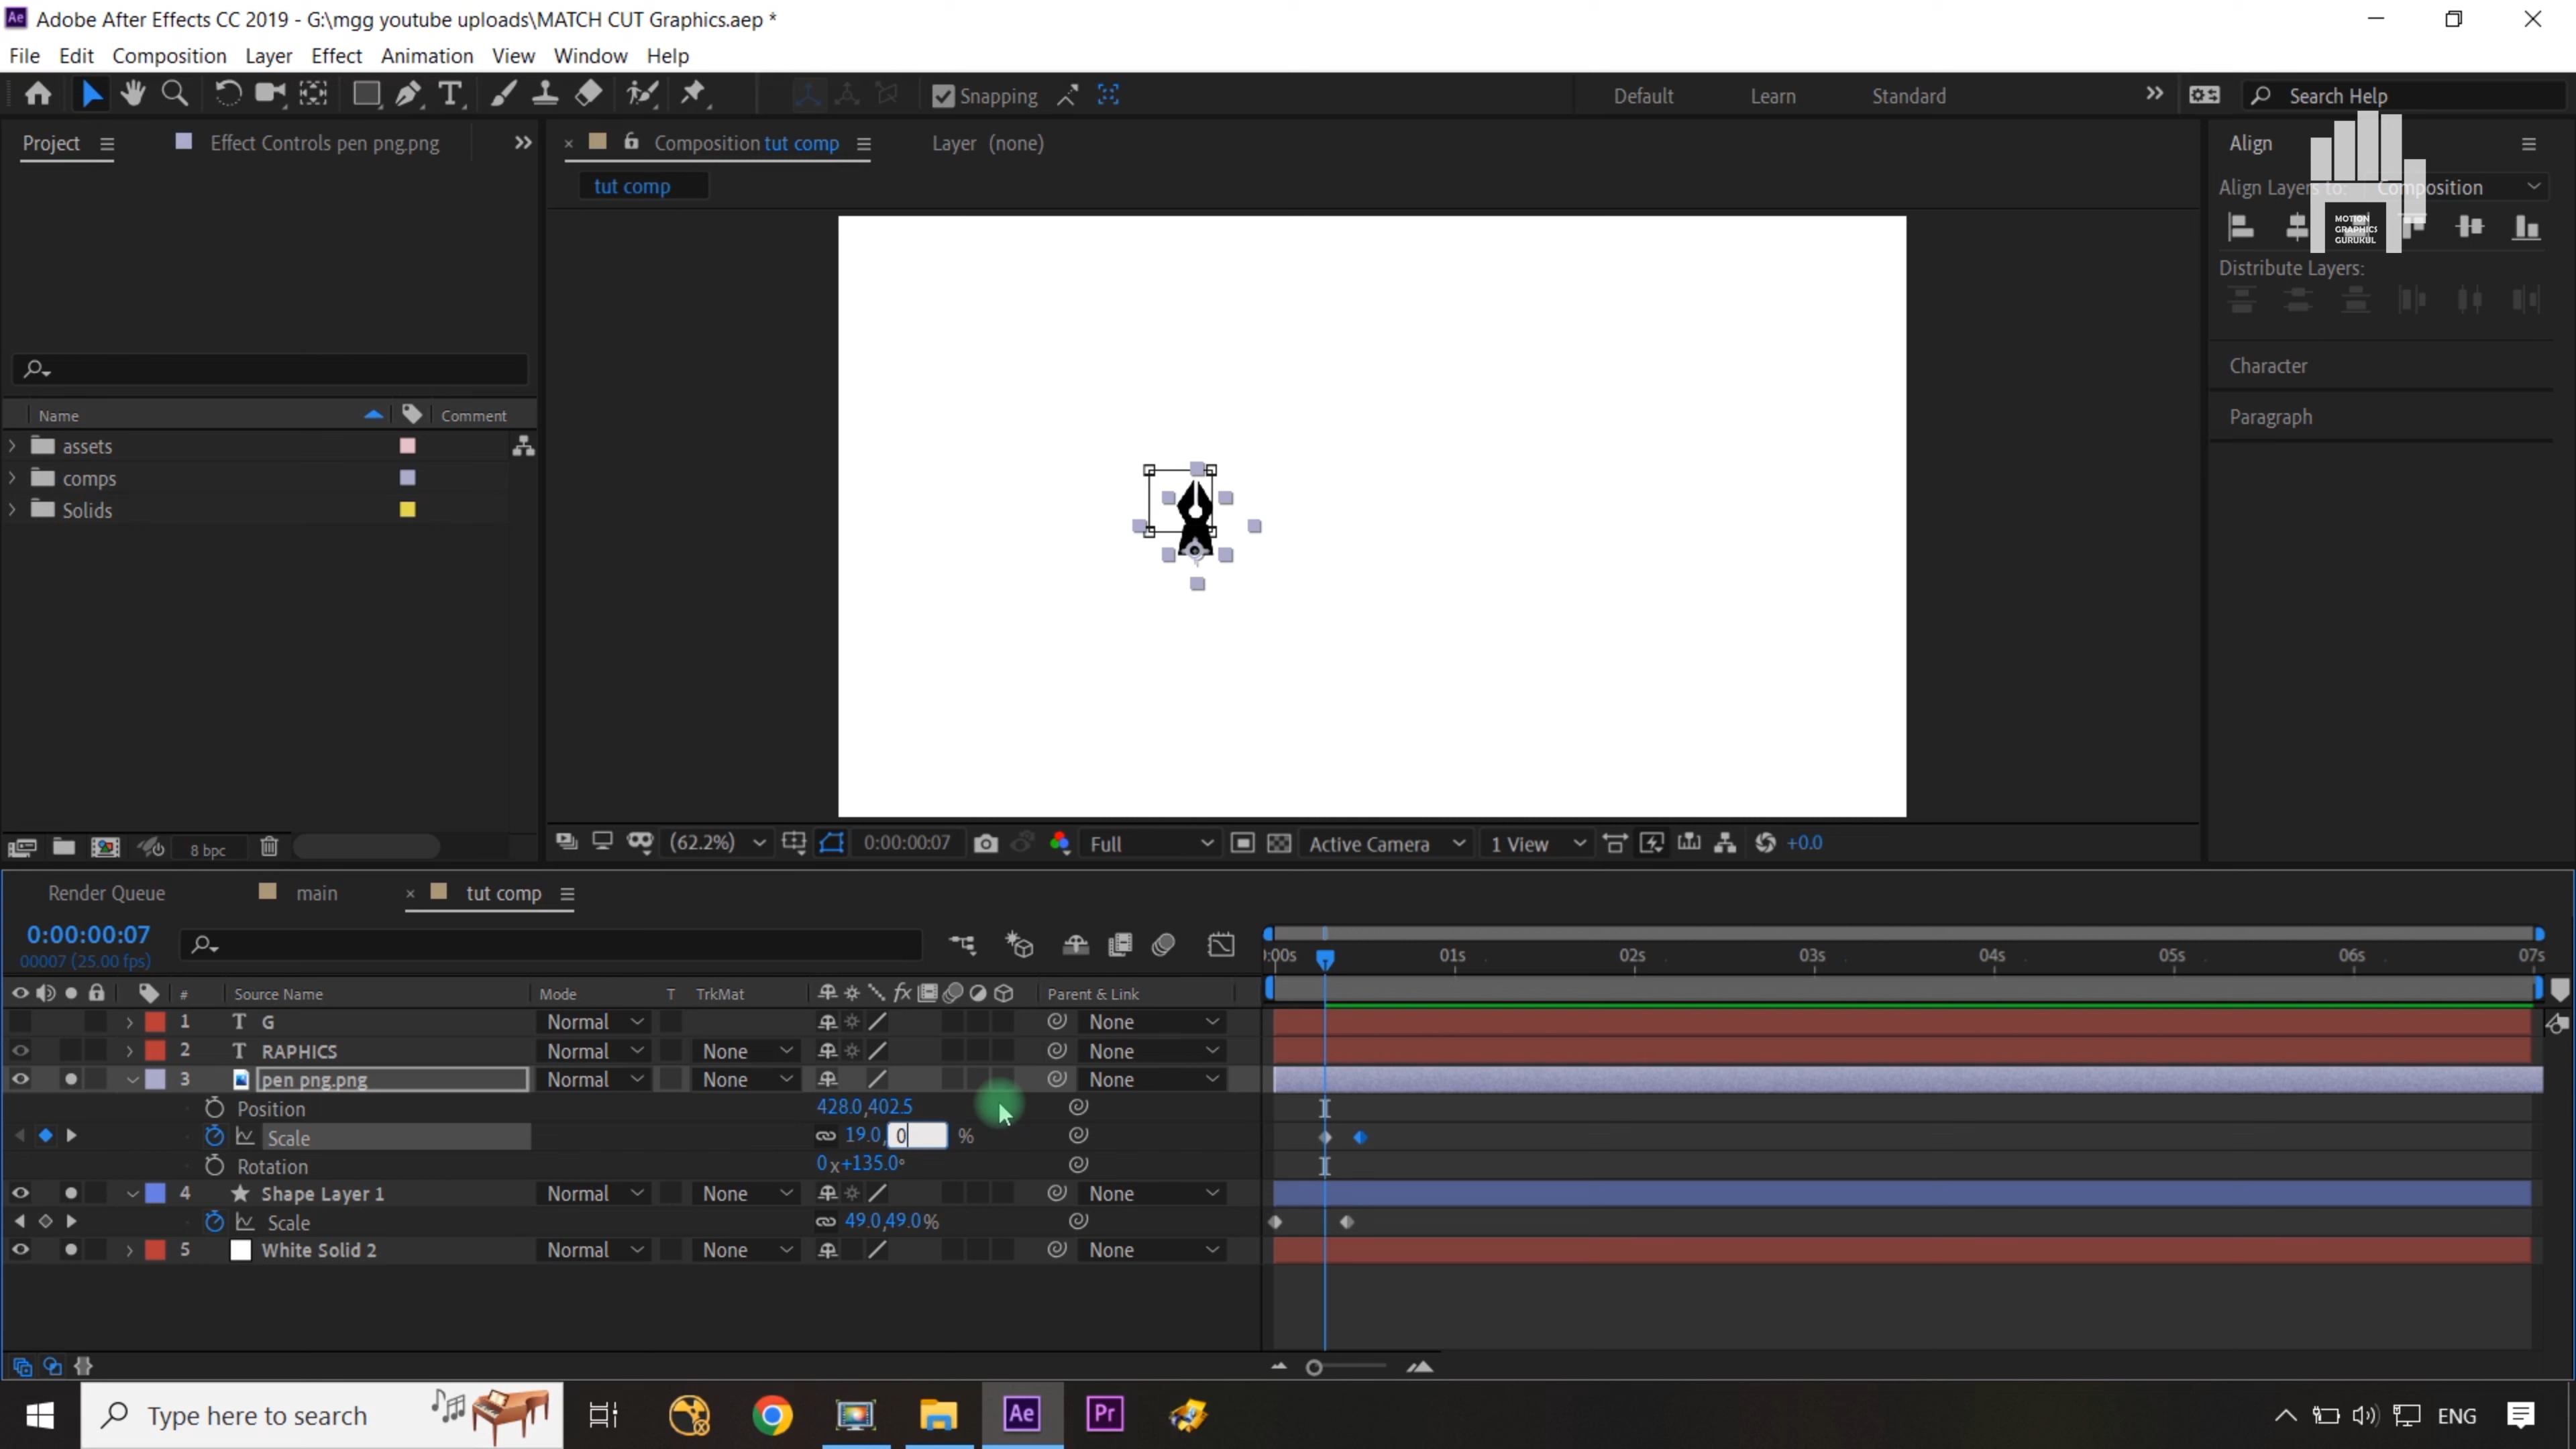 Ae Adobe After Effects CC 2019 - G:\mgg youtube uploads\MATCH CUT Graphics.aep *
File Edit Composition Layer Effect Animation View Window Help
Snapping Default Learn Standard Search Help
Project Effect Controls pen png.png Composition tut comp Layer (none) Align
tut comp Align Layers to: Composition
MOTION
GRAPHICS
GURUKUL
Distribute Layers:
Character
Paragraph
Name Comment
assets
comps
Solids
8 bpc (62.2%) 0:00:00:07 Full Active Camera 1 View +0.0
Render Queue main tut comp
0:00:00:07
00007 (25.00 fps)
:00s 01s 02s 03s 04s 05s 06s 07s
# Source Name Mode T TrkMat fx Parent & Link
1 T G Normal None
2 T RAPHICS Normal None None
3 pen png.png Normal None None
Position 428.0,402.5
Scale 19.0, 0 %
Rotation 0x+135.0°
4 Shape Layer 1 Normal None None
Scale 49.0,49.0%
5 White Solid 2 Normal None None
Type here to search Ae Pr ENG